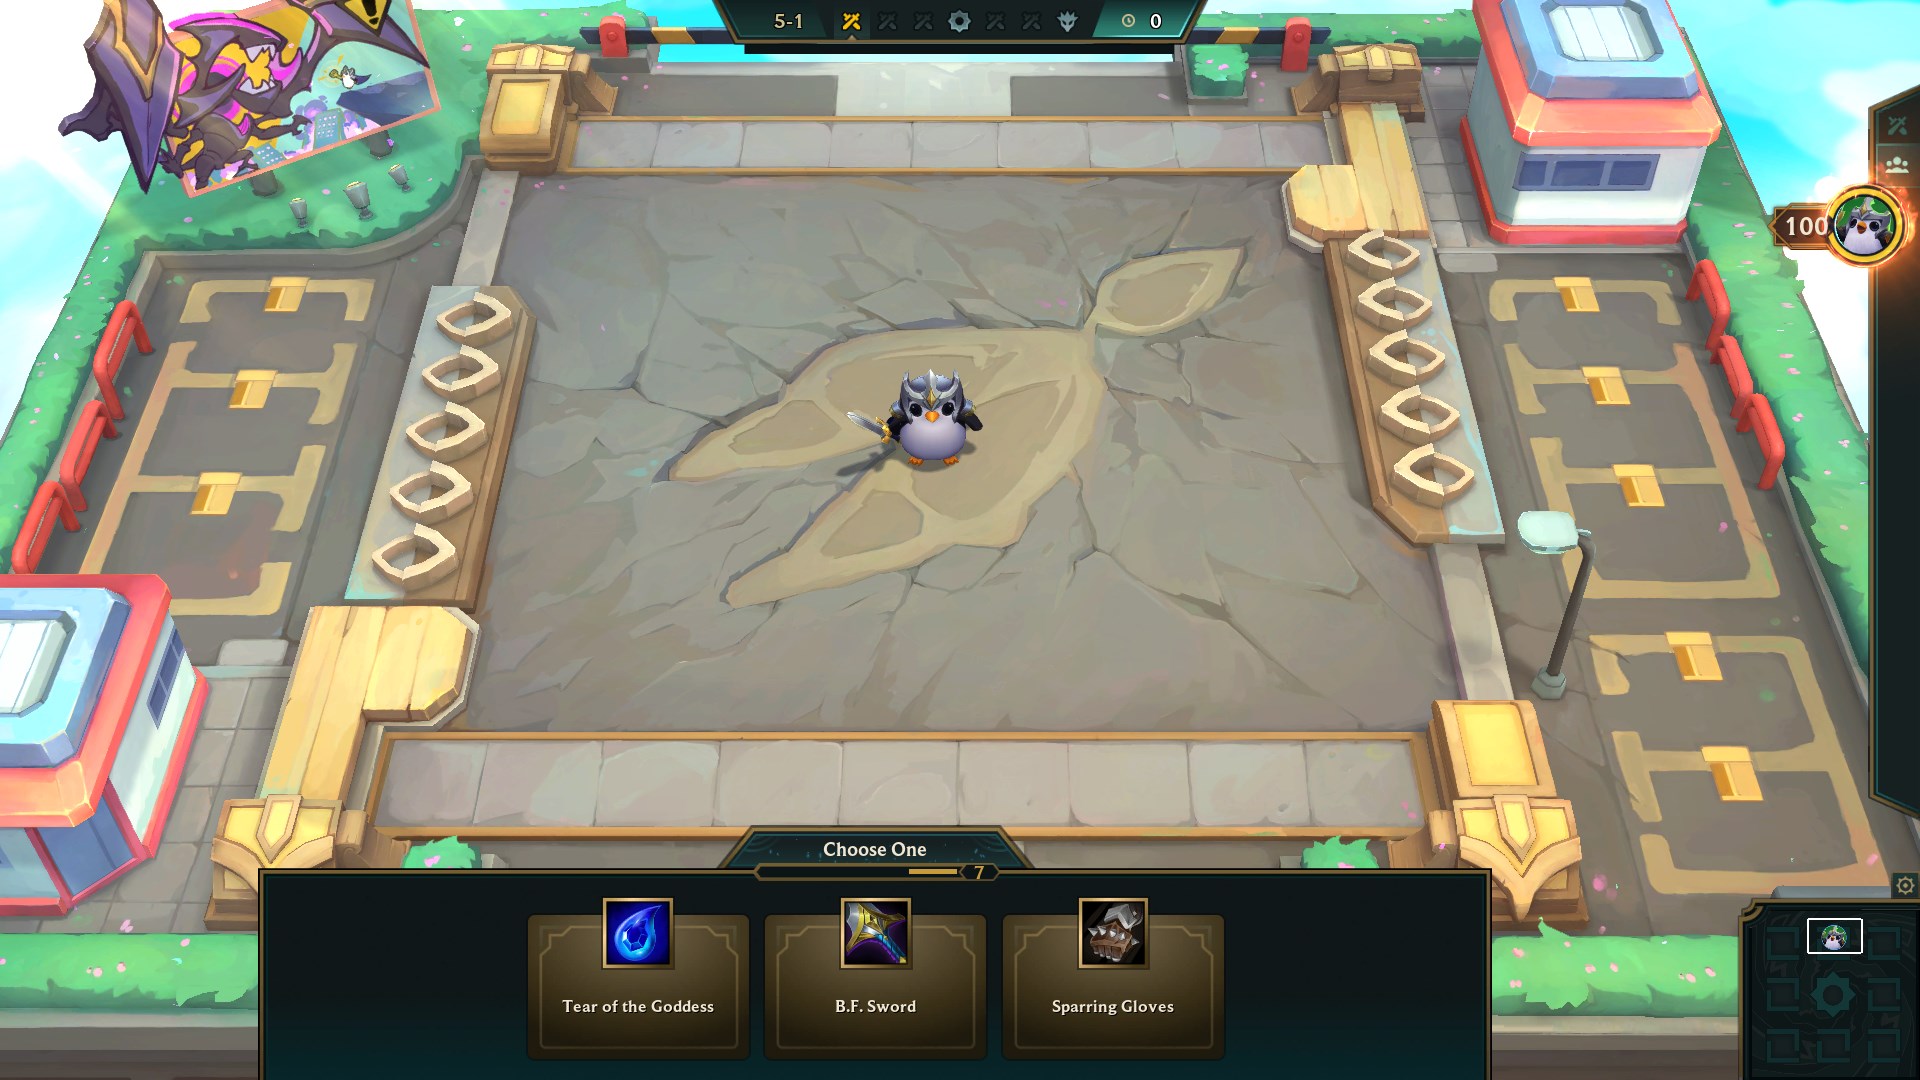 5-1
0
100
Choose One
7
Tear of the Goddess
B.F. Sword
Sparring Gloves